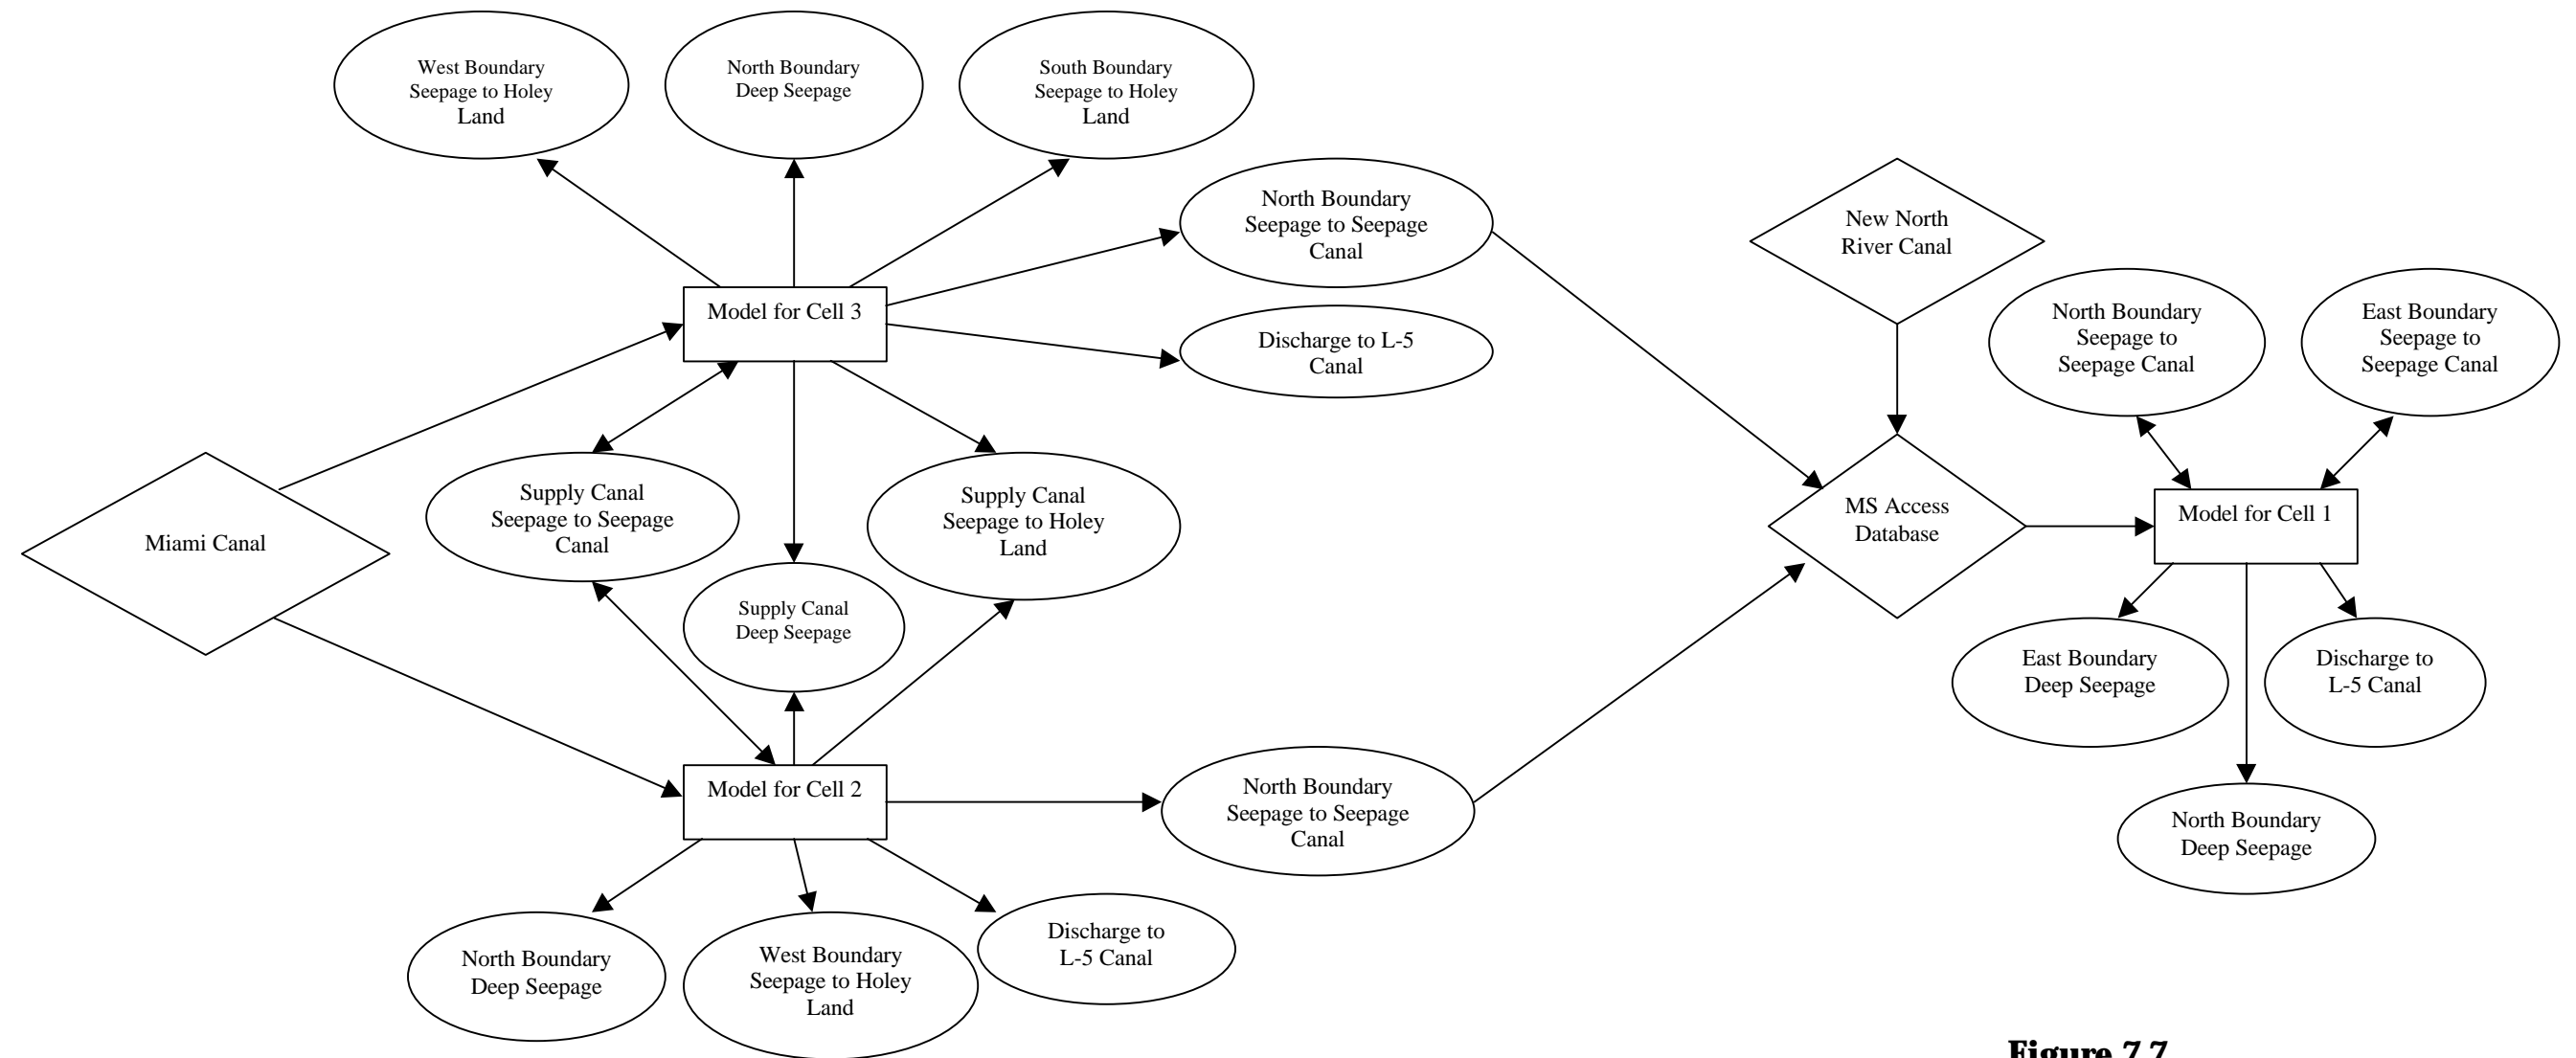 West Boundary
Seepage to Holey
Land
North Boundary
Deep Seepage
South Boundary
Seepage to Holey
Land
North Boundary
Seepage to Seepage
Canal
New North
River Canal
Model for Cell 3
Discharge to L-5
Canal
North Boundary
Seepage to
Seepage Canal
East Boundary
Seepage to
Seepage Canal
Miami Canal
Supply Canal
Seepage to Seepage
Canal
Supply Canal
Seepage to Holey
Land
Supply Canal
Deep Seepage
MS Access
Database
Model for Cell 1
East Boundary
Deep Seepage
Discharge to
L-5 Canal
Model for Cell 2
North Boundary
Seepage to Seepage
Canal
North Boundary
Deep Seepage
North Boundary
Deep Seepage
West Boundary
Seepage to Holey
Land
Discharge to
L-5 Canal
Figure 7.7